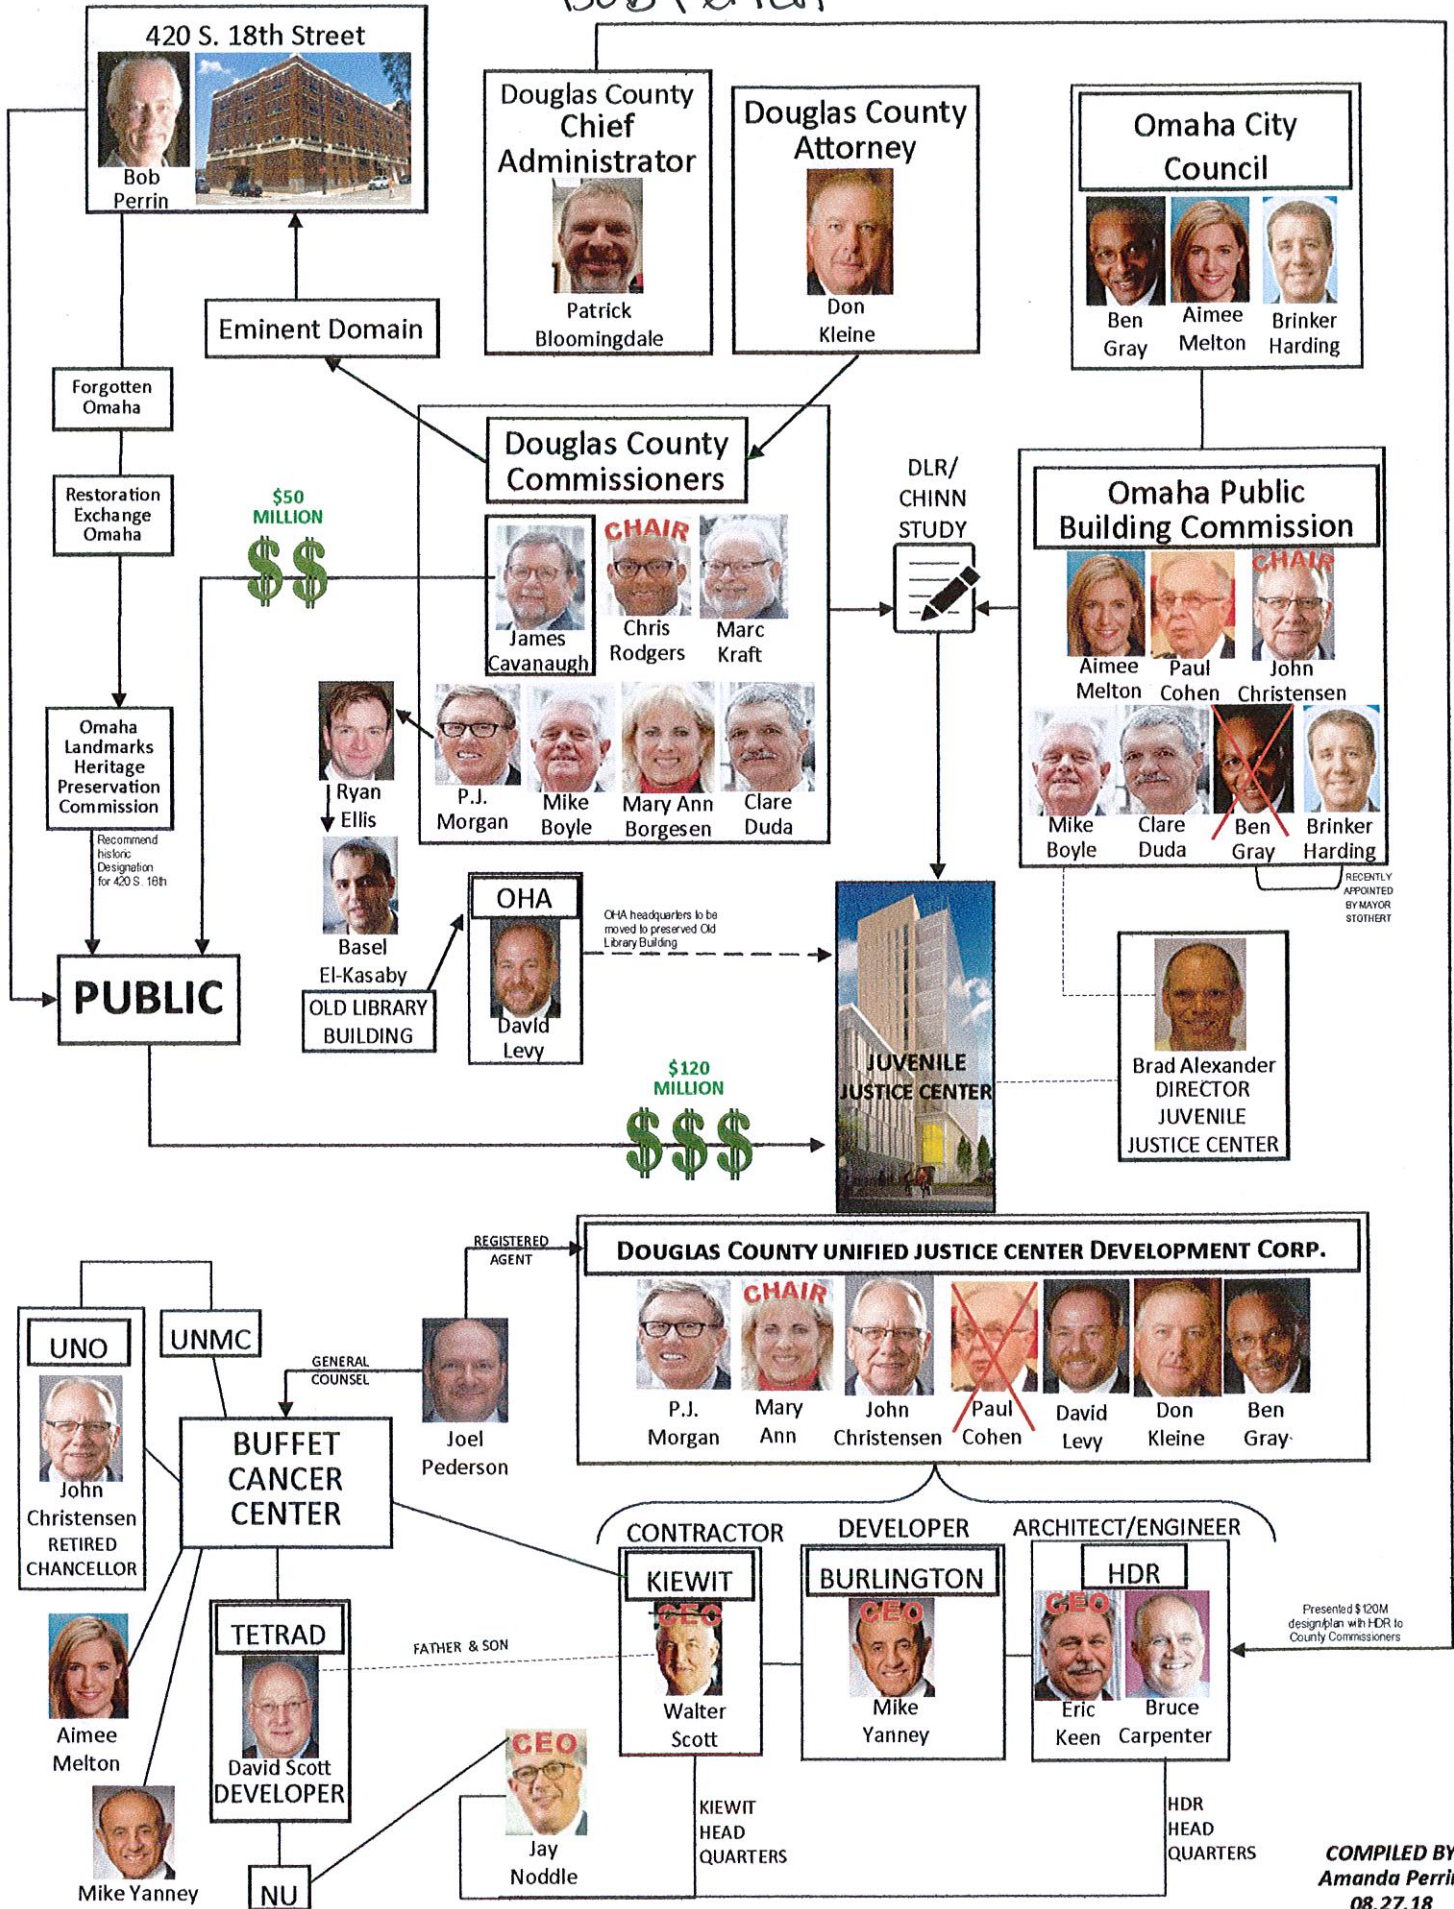 Bob Perrin
420 S. 18th Street
Bob
Perrin
Douglas County
Chief
Administrator
Patrick
Bloomingdale
Douglas County
Attorney
Don
Kleine
Omaha City
Council
Ben
Gray
Aimee
Melton
Brinker
Harding
Eminent Domain
Forgotten
Omaha
Restoration
Exchange
Omaha
$50
MILLION
$$
Douglas County
Commissioners
James
Cavanaugh
CHAIR
Chris
Rodgers
Marc
Kraft
P.J.
Morgan
Mike
Boyle
Mary Ann
Borgesen
Clare
Duda
DLR/
CHINN
STUDY
Omaha Public
Building Commission
Aimee
Melton
Paul
Cohen
CHAIR
John
Christensen
Mike
Boyle
Clare
Duda
Ben
Gray
Brinker
Harding
RECENTLY
APPOINTED
BY MAYOR
STOTHERT
Omaha
Landmarks
Heritage
Preservation
Commission
Recommend
historic
Designation
for 420 S. 18th
Ryan
Ellis
Basel
El-Kasaby
OLD LIBRARY
BUILDING
OHA
David
Levy
OHA headquarters to be
moved to preserved Old
Library Building
PUBLIC
JUVENILE
JUSTICE CENTER
Brad Alexander
DIRECTOR
JUVENILE
JUSTICE CENTER
$120
MILLION
$$$
DOUGLAS COUNTY UNIFIED JUSTICE CENTER DEVELOPMENT CORP.
P.J.
Morgan
CHAIR
Mary
Ann
John
Christensen
Paul
Cohen
David
Levy
Don
Kleine
Ben
Gray
REGISTERED
AGENT
GENERAL
COUNSEL
Joel
Pederson
UNO
John
Christensen
RETIRED
CHANCELLOR
UNMC
BUFFET
CANCER
CENTER
CONTRACTOR
KIEWIT
CEO
Walter
Scott
DEVELOPER
BURLINGTON
CEO
Mike
Yanney
ARCHITECT/ENGINEER
HDR
CEO
Eric
Keen
Bruce
Carpenter
Presented $120M
design/plan with HDR to
County Commissioners
TETRAD
David Scott
DEVELOPER
FATHER & SON
Aimee
Melton
Mike Yanney
NU
CEO
Jay
Noddle
KIEWIT
HEAD
QUARTERS
HDR
HEAD
QUARTERS
COMPILED BY
Amanda Perrin
08.27.18